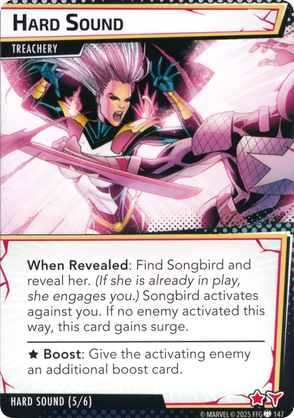 HARD SOUND
TREACHERY
When Revealed: Find Songbird and
reveal her. (If she is already in play,
she engages you.) Songbird activates
against you. If no enemy activated this
way, this card gains surge.
★ Boost: Give the activating enemy
an additional boost card.
HARD SOUND (5/6)
© MARVEL © 2025 FFG 147